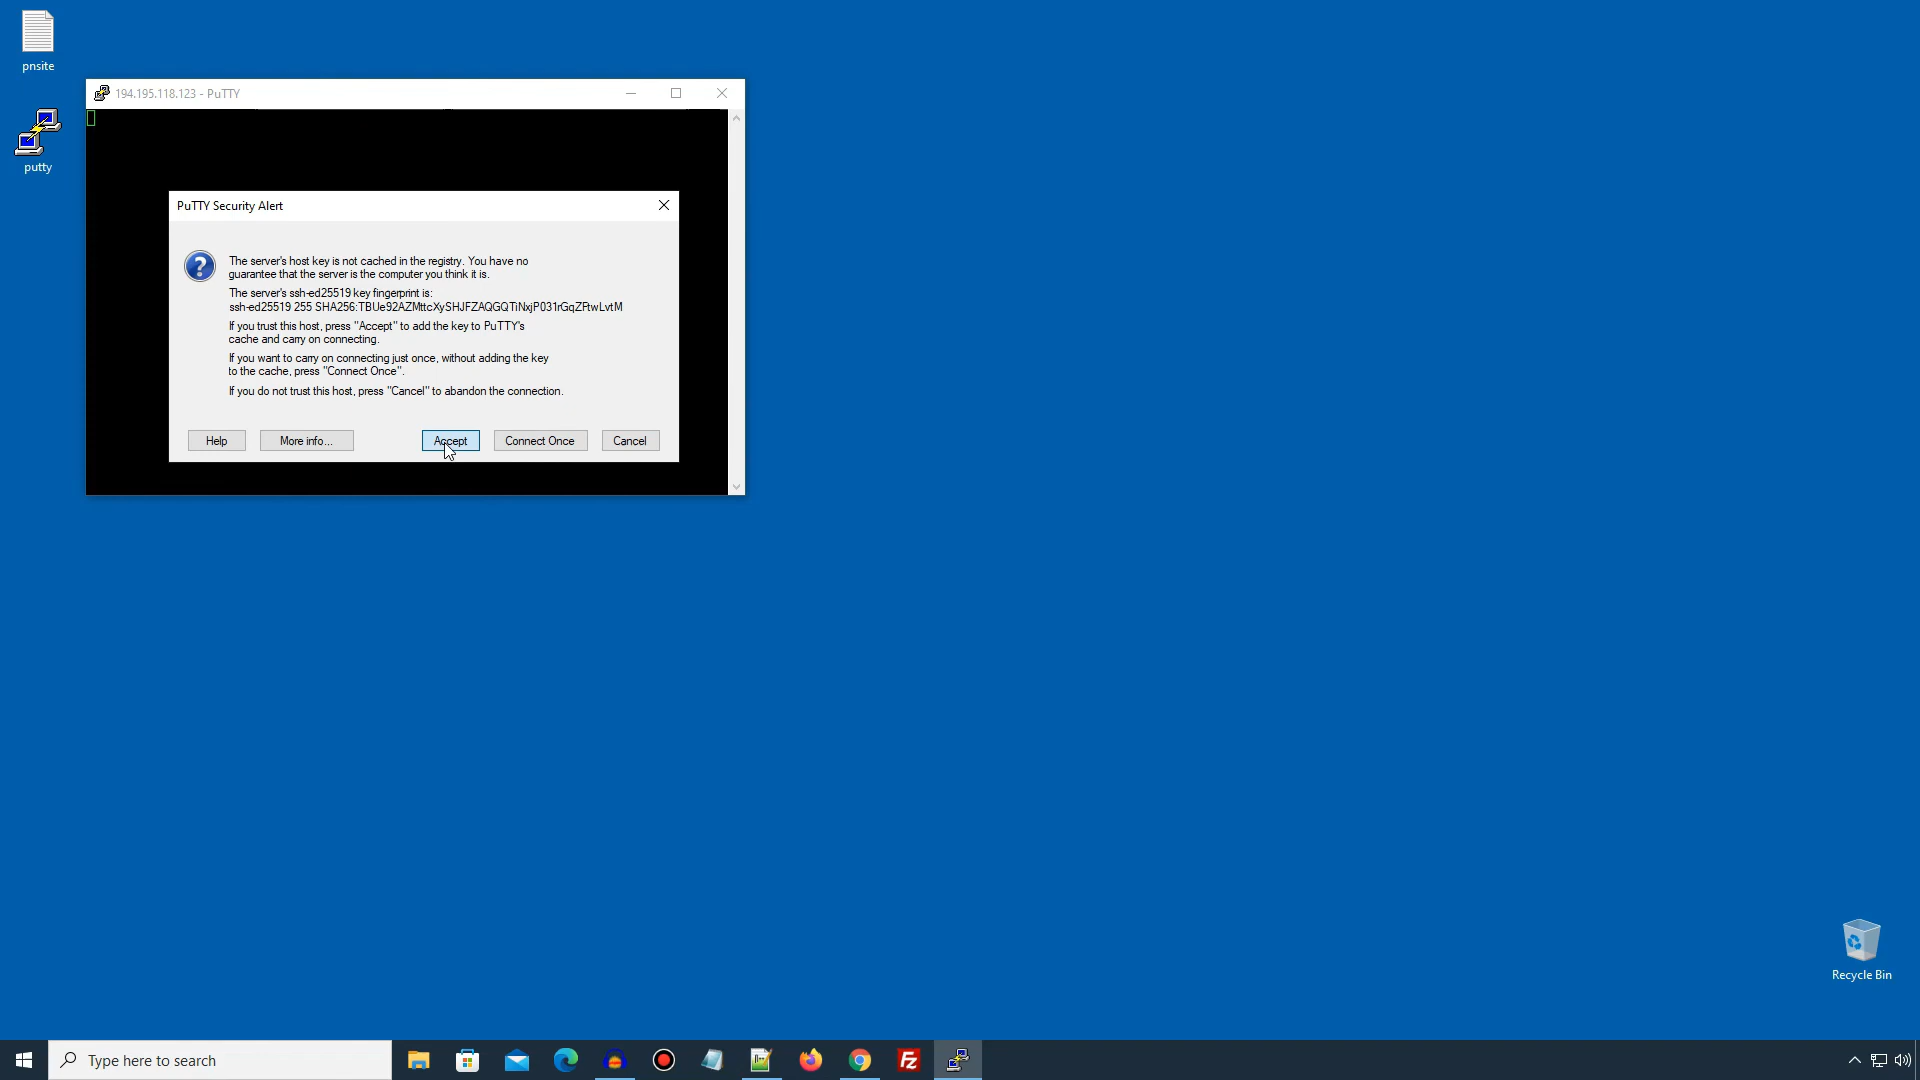 pnsite
putty
194.195.118.123 - PuTTY
PuTTY Security Alert
The server's host key is not cached in the registry. You have no
guarantee that the server is the computer you think it is.
The server's ssh-ed25519 key fingerprint is:
ssh-ed25519 255 SHA256:TBUe92AZMttcXySHJFZAQGQTiNxjP031rGqZPtwLvtM
If you trust this host, press "Accept" to add the key to PuTTY's
cache and carry on connecting.
If you want to carry on connecting just once, without adding the key
to the cache, press "Connect Once".
If you do not trust this host, press "Cancel" to abandon the connection.
Help
More info...
Accept
Connect Once
Cancel
Recycle Bin
Type here to search